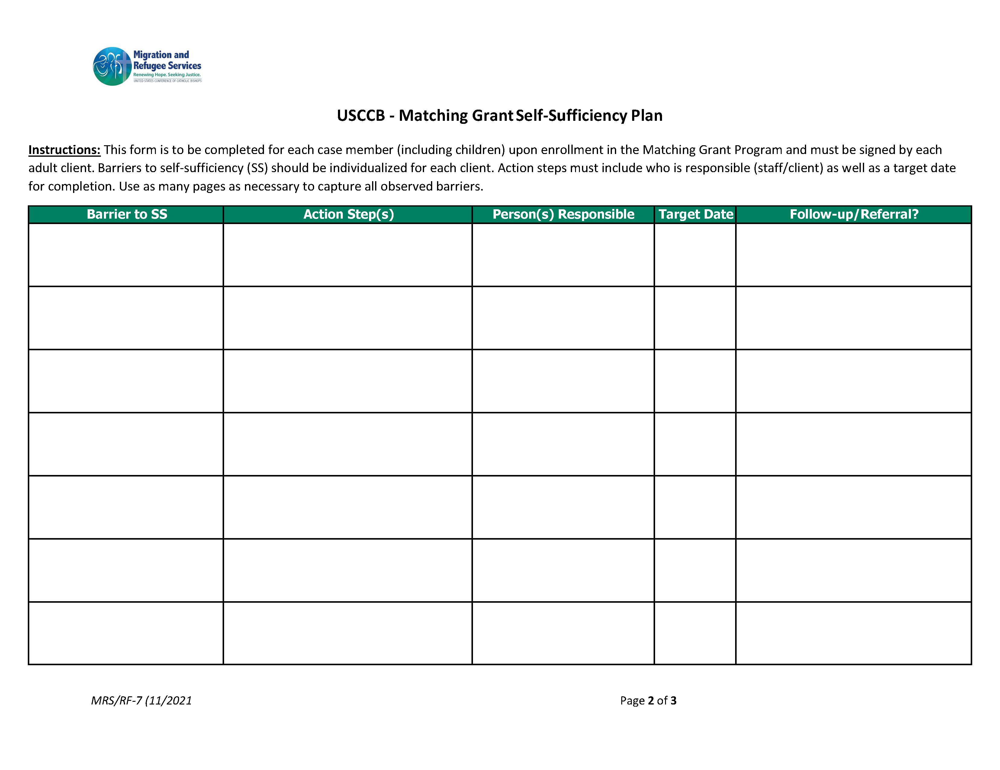 Migration and
Refugee Services
Renewing Hope. Seeking Justice.
UNITED STATES CONFERENCE OF CATHOLIC BISHOPS
USCCB - Matching Grant Self-Sufficiency Plan
Instructions: This form is to be completed for each case member (including children) upon enrollment in the Matching Grant Program and must be signed by each
adult client. Barriers to self-sufficiency (SS) should be individualized for each client. Action steps must include who is responsible (staff/client) as well as a target date
for completion. Use as many pages as necessary to capture all observed barriers.
Barrier to SS Action Step(s) Person(s) Responsible Target Date Follow-up/Referral?
MRS/RF-7 (11/2021 Page 2 of 3